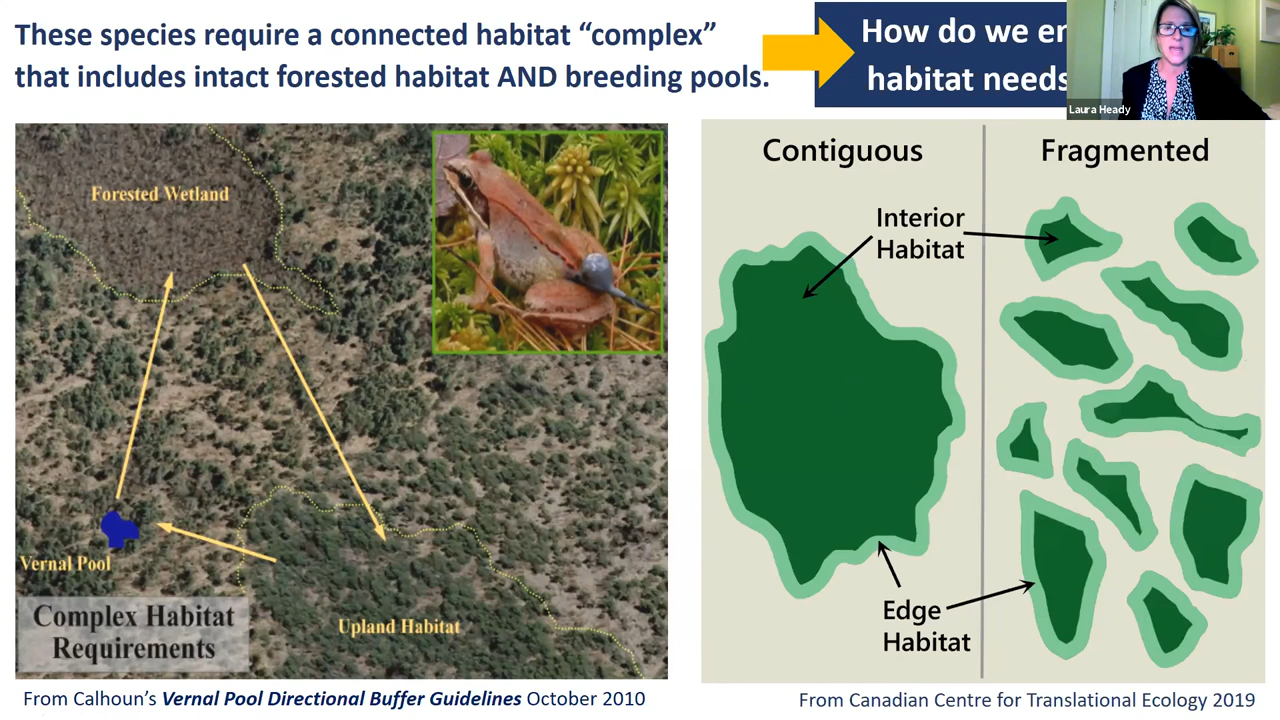 These species require a connected habitat “complex”
that includes intact forested habitat AND breeding pools.
How do we
habitat needs
Laura Heady
Forested Wetland
Vernal Pool
Complex Habitat
Requirements
Upland Habitat
From Calhoun’s Vernal Pool Directional Buffer Guidelines October 2010
Contiguous
Fragmented
Interior
Habitat
Edge
Habitat
From Canadian Centre for Translational Ecology 2019